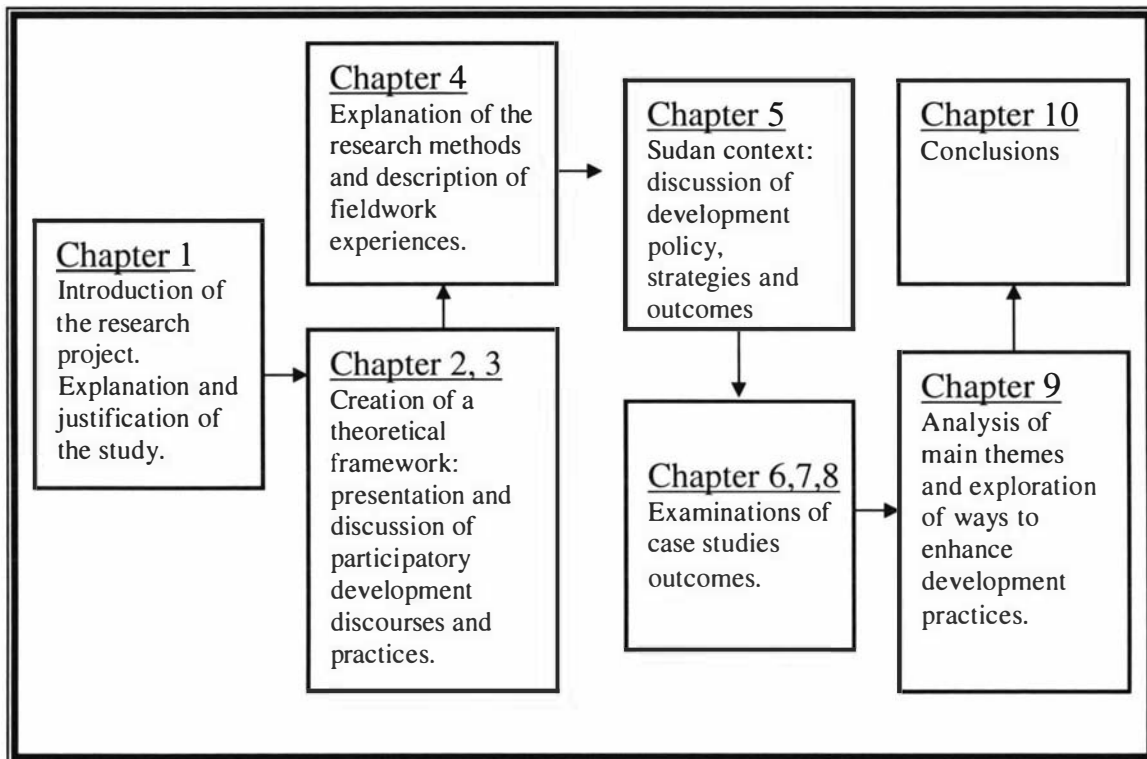 Chapter 1
Introduction of
the research
project.
Explanation and
justification of
the study.
Chapter 2, 3
Creation of a
theoretical
framework:
presentation and
discussion of
participatory
development
discourses and
practices.
Chapter 4
Explanation of the
research methods
and description of
fieldwork
experiences.
Chapter 5
Sudan context:
discussion of
development
policy,
strategies and
outcomes
Chapter 6,7,8
Examinations of
case studies
outcomes.
Chapter 9
Analysis of
main themes
and exploration
of ways to
enhance
development
practices.
Chapter 10
Conclusions